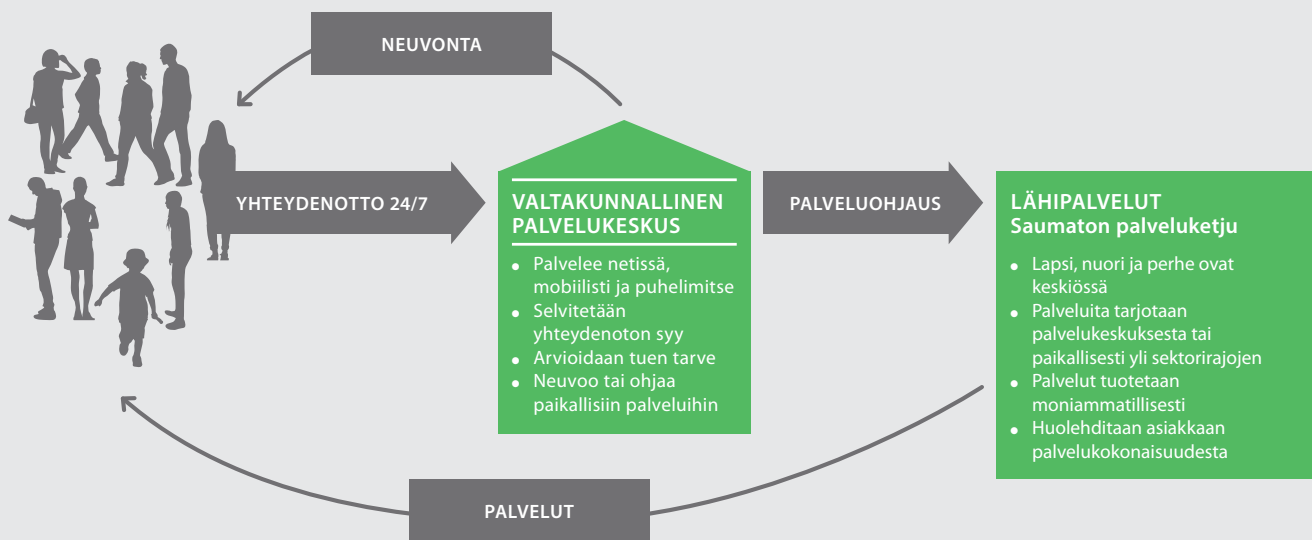 NEUVONTA
YHTEYDENOTTO 24/7
VALTAKUNNALLINEN
PALVELUKESKUS
• Palvelee netissä,
mobiilisti ja puhelimitse
• Selvitetään
yhteydenoton syy
• Arvioidaan tuen tarve
• Neuvoo tai ohjaa
paikallisiin palveluihin
PALVELUOHJAUS
LÄHIPALVELUT
Saumaton palveluketju
• Lapsi, nuori ja perhe ovat
keskiössä
• Palveluita tarjotaan
palvelukeskuksesta tai
paikallisesti yli sektorirajojen
• Palvelut tuotetaan
moniammatillisesti
• Huolehditaan asiakkaan
palvelukokonaisuudesta
PALVELUT